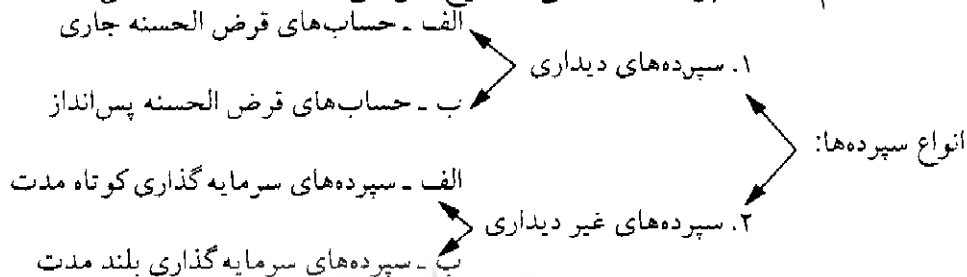 الف ـ حساب‌های قرض الحسنه جاری
۱. سپرده‌های دیداری
ب ـ حساب‌های قرض الحسنه پس‌انداز
انواع سپرده‌ها:
الف ـ سپرده‌های سرمایه گذاری کوتاه مدت
۲. سپرده‌های غیر دیداری
ب ـ سپرده‌های سرمایه گذاری بلند مدت